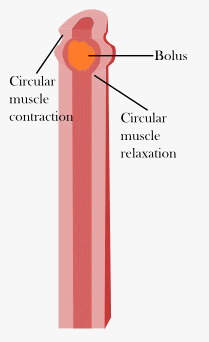 Bolus
Circular
muscle
contraction
Circular
muscle
relaxation